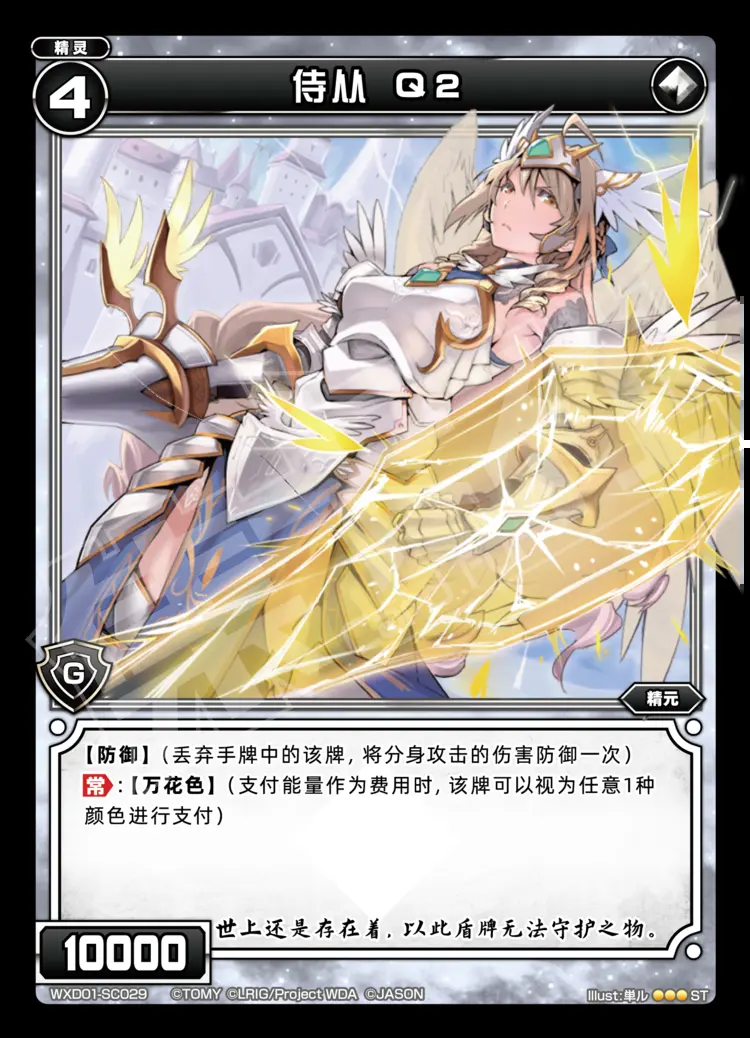 精灵
4
侍从 Q2
G
精元
【防御】(丢弃手牌中的该牌,将分身攻击的伤害防御一次)
常:【万花色】(支付能量作为费用时,该牌可以视为任意1种
颜色进行支付)
世上还是存在着,以此盾牌无法守护之物。
10000
WXD01-SC029 ©TOMY ©LRIG/Project WDA ©JASON Illust:単ル ST